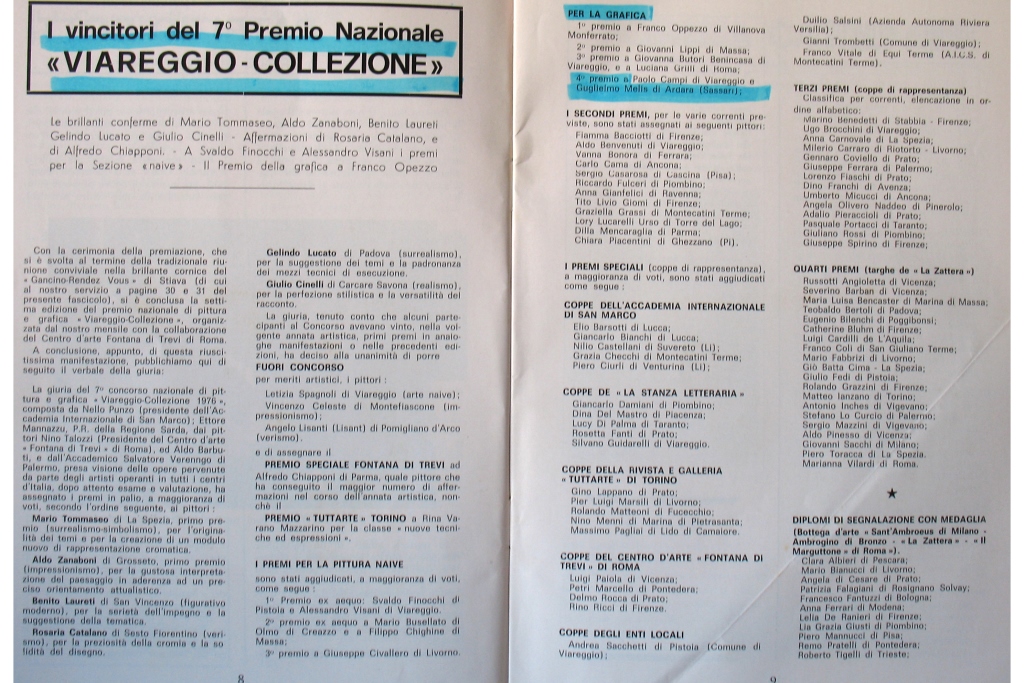 I vincitori del 7° Premio Nazionale
«VIAREGGIO - COLLEZIONE»
Le brillanti conferme di Mario Tommaseo, Aldo Zanaboni, Benito Laureti
Gelindo Lucato e Giulio Cinelli - Affermazioni di Rosaria Catalano, e
di Alfredo Chiapponi. - A Svaldo Finocchi e Alessandro Visani i premi
per la Sezione «naive» - Il Premio della grafica a Franco Opezzo
Con la cerimonia della premiazione, che
si è svolta al termine della tradizionale riu-
nione conviviale nella brillante cornice del
«Gancino-Rendez Vous» di Stiava (di cui
al nostro servizio a pagine 30 e 31 del
presente fascicolo), si è conclusa la setti-
ma edizione del premio nazionale di pittura
e grafica «Viareggio-Collezione», organiz-
zata dal nostro mensile con la collaborazione
del Centro d'arte Fontana di Trevi di Roma.
A conclusione, appunto, di questa riusc-
tissima manifestazione, pubblichiamo qui di
seguito il verbale della giuria:
La giuria del 7° concorso nazionale di pit-
tura e grafica «Viareggio-Collezione 1976»,
composta da Nello Punzo (presidente dell'Ac-
cademia Internazionale di San Marco); Ettore
Mannazzu, P.R. della Regione Sarda, dai pit-
tori Nino Talozzi (Presidente del Centro d'arte
«Fontana di Trevi» di Roma), ed Aldo Barbu-
ti, e dall'Accademico Salvatore Verenngo di
Palermo, presa visione delle opere pervenute
da parte degli artisti operanti in tutti i centri
d'Italia, dopo attento esame e valutazione, ha
assegnato i premi in palio, a maggioranza di
voti, secondo l'ordine seguente, ai pittori :
Mario Tommaseo di La Spezia, primo pre-
mio (surrealismo-simbolismo), per l'origina-
lità dei temi e per la creazione di un modulo
nuovo di rappresentazione cromatica.
Aldo Zanaboni di Grosseto, primo premio
(impressionismo), per la gustosa interpreta-
zione del paesaggio in aderenza ad un pre-
ciso orientamento attualistico.
Benito Laureti di San Vincenzo (figurativo
moderno), per la serietà dell'impegno e la
suggestione della tematica.
Rosaria Catalano di Sesto Fiorentino (veri-
smo), per la preziosità della cromia e la so-
lidità del disegno.
Gelindo Lucato di Padova (surrealismo),
per la suggestione dei temi e la padronanza
dei mezzi tecnici di esecuzione.
Giulio Cinelli di Carcare Savona (realismo),
per la perfezione stilistica e la versatilità del
racconto.
La giuria, tenuto conto che alcuni parte-
cipanti al Concorso avevano vinto, nella vol-
gente annata artistica, primi premi in analo-
ghe manifestazioni o nelle precedenti edi-
zioni, ha deciso alla unanimità di porre
FUORI CONCORSO
per meriti artistici, i pittori :
Letizia Spagnoli di Viareggio (arte naive);
Vincenzo Celeste di Montefiascone (im-
pressionismo);
Angelo Lisanti (Lisant) di Pomigliano d'Arco
(verismo).
e di assegnare il
PREMIO SPECIALE FONTANA DI TREVI ad
Alfredo Chiapponi di Parma, quale pittore che
ha conseguito il maggior numero di affer-
mazioni nel corso dell'annata artistica, non-
chè il
PREMIO «TUTTARTE» TORINO a Rina Va-
rano Mazzarino per la classe «nuove tecni-
che ed espressioni».
I PREMI PER LA PITTURA NAIVE
sono stati aggiudicati, a maggioranza di voti,
come segue :
1° Premio ex aequo: Svaldo Finocchi di
Pistoia e Alessandro Visani di Viareggio.
2° premio ex aequo a Mario Busellato di
Olmo di Creazzo e a Filippo Chighine di
Massa;
3° premio a Giuseppe Civallero di Livorno.
8
PER LA GRAFICA
1° premio a Franco Oppezzo di Villanova
Monferrato;
2° premio a Giovanni Lippi di Massa;
3° premio a Giovanna Butori Benincasa di
Viareggio, e a Luciana Grilli di Roma;
4° premio a Paolo Campi di Viareggio e
Guglielmo Melis di Ardara (Sassari);
I SECONDI PREMI, per le varie correnti pre-
viste, sono stati assegnati ai seguenti pittori:
Fiamma Bacciotti di Firenze;
Aldo Benvenuti di Viareggio;
Vanna Bonora di Ferrara;
Carlo Cama di Ancona;
Sergio Casarosa di Cascina (Pisa);
Riccardo Fulceri di Piombino;
Anna Gianfelici di Ravenna;
Tito Livio Giomi di Firenze;
Graziella Grassi di Montecatini Terme;
Lory Lucarelli Urso di Torre del Lago;
Dilla Mencaraglia di Parma;
Chiara Piacentini di Ghezzano (Pi).
I PREMI SPECIALI (coppe di rappresentanza),
a maggioranza di voti, sono stati aggiudicati
come segue :
COPPE DELL'ACCADEMIA INTERNAZIONALE
DI SAN MARCO
Elio Barsotti di Lucca;
Giancarlo Bianchi di Lucca;
Nilio Castellani di Suvereto (Li);
Grazia Checchi di Montecatini Terme;
Piero Ciurli di Venturina (Li);
COPPE DE «LA STANZA LETTERARIA»
Giancarlo Damiani di Piombino;
Dina Del Mastro di Piacenza;
Lucy Di Palma di Taranto;
Rosetta Fanti di Prato;
Silvano Guidarelli di Viareggio.
COPPE DELLA RIVISTA E GALLERIA
«TUTTARTE» DI TORINO
Gino Lappano di Prato;
Pier Luigi Marsili di Livorno;
Rolando Matteoni di Fucecchio;
Nino Menni di Marina di Pietrasanta;
Massimo Pagliai di Lido di Camaiore.
COPPE DEL CENTRO D'ARTE «FONTANA DI
TREVI» DI ROMA
Luigi Paiola di Vicenza;
Petri Marcello di Pontedera;
Delmo Rocca di Prato;
Rino Ricci di Firenze.
COPPE DEGLI ENTI LOCALI
Andrea Sacchetti di Pistoia (Comune di
Viareggio);
Duilio Salsini (Azienda Autonoma Riviera
Versilia);
Gianni Trombetti (Comune di Viareggio);
Franco Vitale di Equi Terme (A.I.C.S. di
Montecatini Terme).
TERZI PREMI (coppe di rappresentanza)
Classifica per correnti, elencazione in or-
dine alfabetico:
Marino Benedetti di Stabbia - Firenze;
Ugo Brocchini di Viareggio;
Anna Carnovale di La Spezia;
Milerio Carraro di Riotorto - Livorno;
Gennaro Coviello di Prato;
Giuseppe Ferrara di Palermo;
Lorenzo Fiaschi di Prato;
Dino Franchi di Avenza;
Umberto Micucci di Ancona;
Angela Olivero Naddeo di Pinerolo;
Adalio Pieraccioli di Prato;
Pasquale Portacci di Taranto;
Giuliano Rossi di Piombino;
Giuseppe Spirino di Firenze;
QUARTI PREMI (targhe de «La Zattera»)
Russotti Angioletta di Vicenza;
Severino Barban di Vicenza;
Maria Luisa Bencaster di Marina di Massa;
Teobaldo Bertoli di Padova;
Eugenio Bilenchi di Poggibonsi;
Catherine Bluhm di Firenze;
Luigi Cardilli de L'Aquila;
Franco Coli di San Giuliano Terme;
Mario Fabbrizi di Livorno;
Giò Batta Cima - La Spezia;
Giulio Fedi di Pistoia;
Rolando Grazzini di Firenze;
Matteo Ianzano di Torino;
Antonio Inches di Vigevano;
Stefano Lo Curcio di Palermo;
Sergio Mazzini di Vigevano;
Aldo Pinesso di Vicenza;
Giovanni Sacchi di Milano;
Piero Toracca di La Spezia.
Marianna Vilardi di Roma.
DIPLOMI DI SEGNALAZIONE CON MEDAGLIA
(Bottega d'arte «Sant'Ambroeus di Milano -
Ambrogino di Bronzo - «La Zattera» - «Il
Marguttone» di Roma»).
Clara Albieri di Pescara;
Mario Bianucci di Livorno;
Angela di Cesare di Prato;
Patrizia Falagiani di Rosignano Solvay;
Francesco Fantuzzi di Bologna;
Anna Ferrari di Modena;
Lelia De Ranieri di Firenze;
Lia Grazia Giusti di Piombino;
Piero Mannucci di Pisa;
Remo Pratelli di Pontedera;
Roberto Tigelli di Trieste;
9